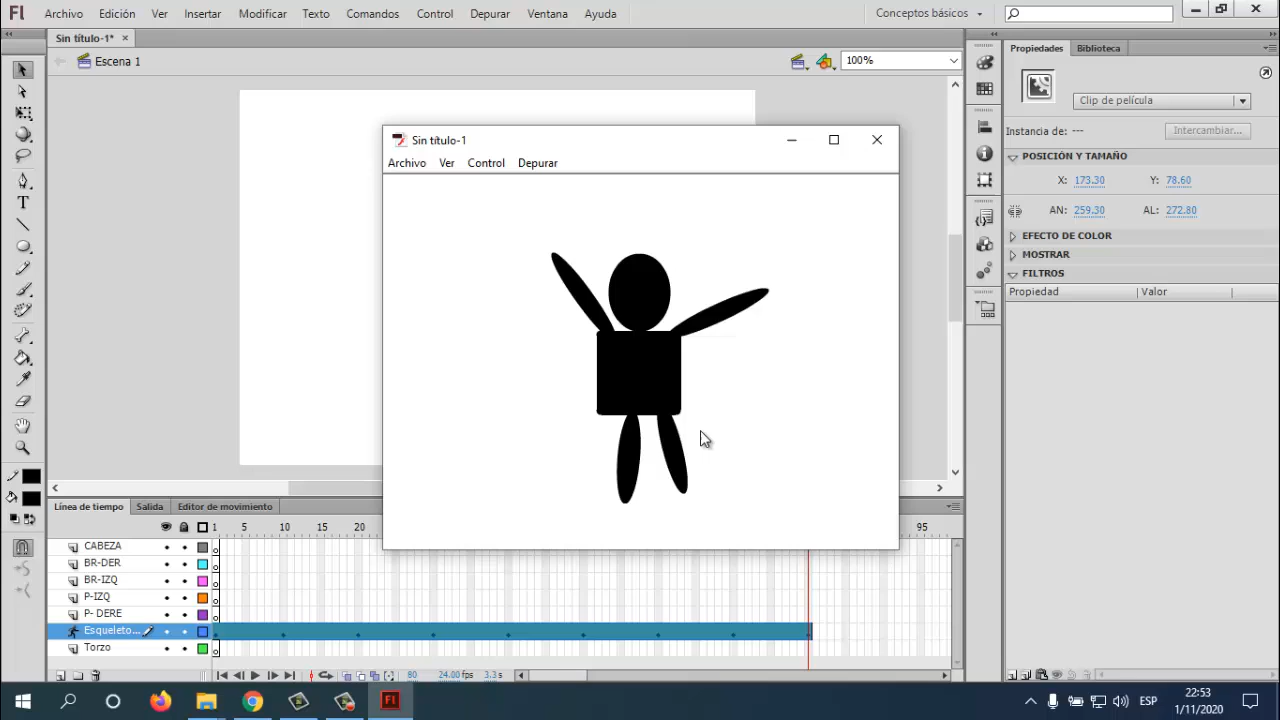 Fl Archivo Edición Ver Insertar Modificar Texto Comandos Control Depurar Ventana Ayuda Conceptos básicos
Sin título-1* ×
Escena 1 100%
Propiedades Biblioteca
Clip de película
Instancia de: --- Intercambiar...
POSICIÓN Y TAMAÑO
X: 173.30 Y: 78.60
AN: 259.30 AL: 272.80
EFECTO DE COLOR
MOSTRAR
FILTROS
Propiedad Valor
Sin título-1
Archivo Ver Control Depurar
Línea de tiempo Salida Editor de movimiento
1 5 10 15 20 95
CABEZA
BR-DER
BR-IZQ
P-IZQ
P- DERE
Esqueleto...
Torzo
80 24.00 fps 3.3 s
Fl ESP 22:53
1/11/2020